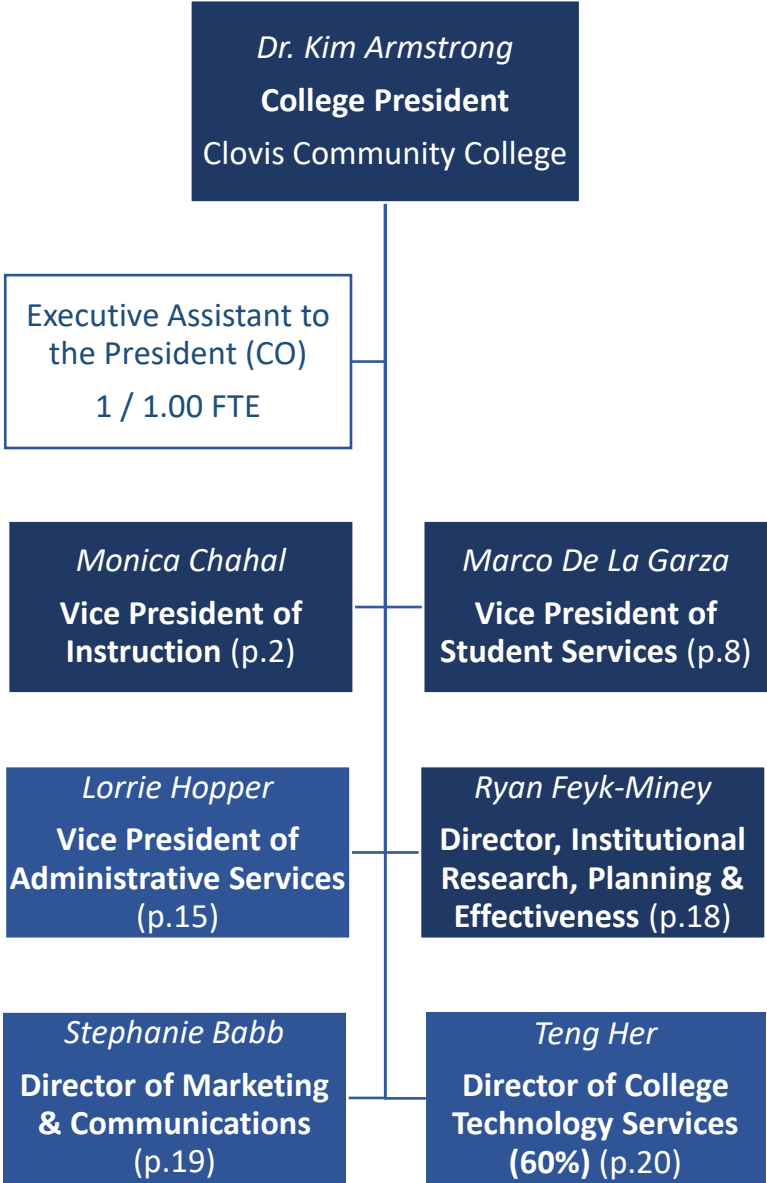 Dr. Kim Armstrong
College President
Clovis Community College
Executive Assistant to
the President (CO)
1 / 1.00 FTE
Monica Chahal
Vice President of
Instruction (p.2)
Marco De La Garza
Vice President of
Student Services (p.8)
Lorrie Hopper
Vice President of
Administrative Services
(p.15)
Ryan Feyk-Miney
Director, Institutional
Research, Planning &
Effectiveness (p.18)
Stephanie Babb
Director of Marketing
& Communications
(p.19)
Teng Her
Director of College
Technology Services
(60%) (p.20)